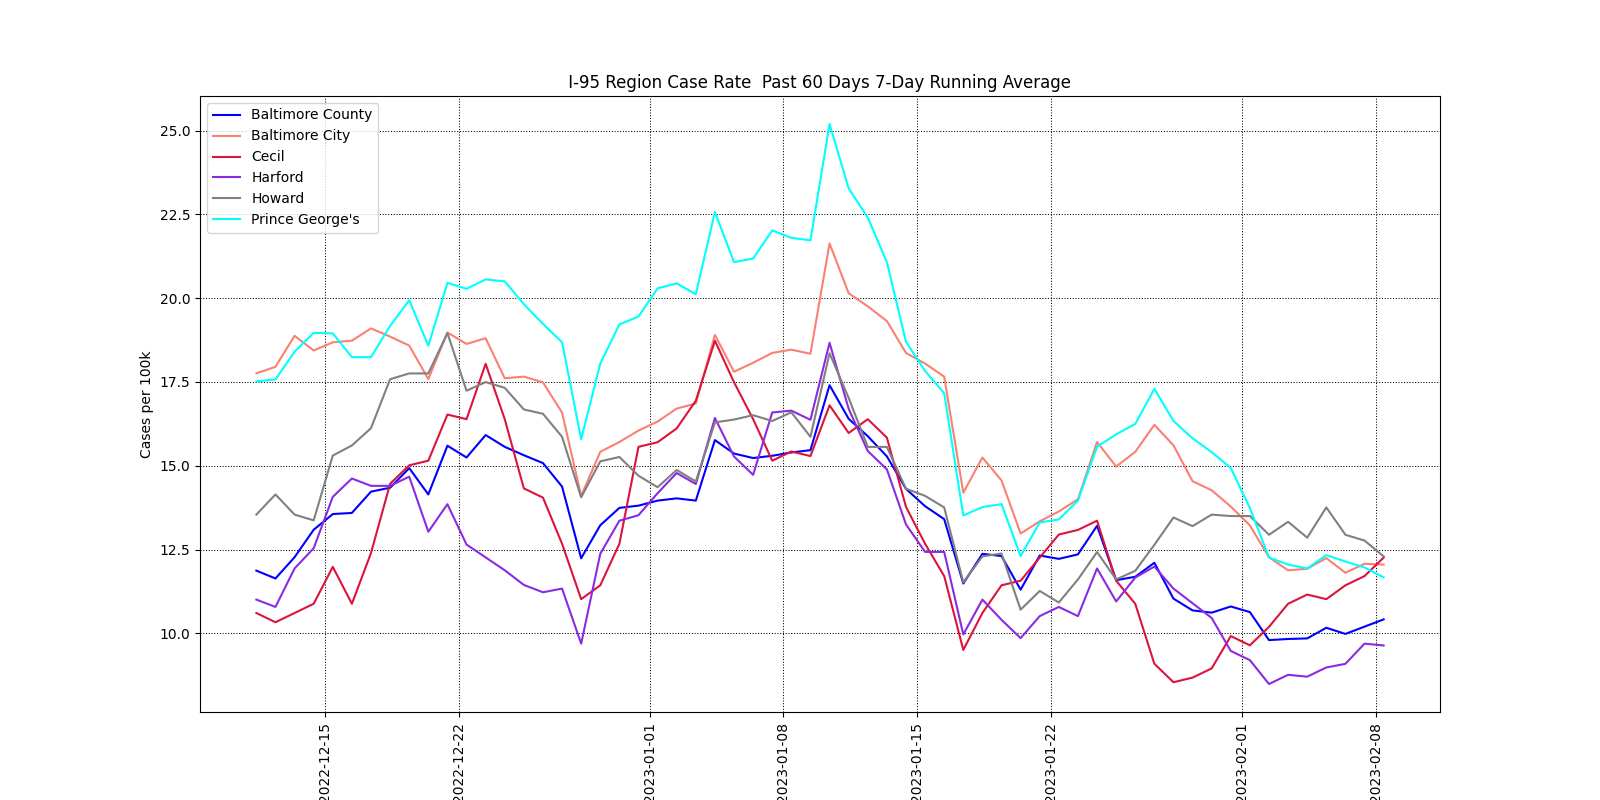 I-95 Region Case Rate  Past 60 Days 7-Day Running Average
Baltimore County
Baltimore City
Cecil
Harford
Howard
Prince George's
25.0
22.5
20.0
17.5
15.0
12.5
10.0
Cases per 100k
2022-12-15
2022-12-22
2023-01-01
2023-01-08
2023-01-15
2023-01-22
2023-02-01
2023-02-08